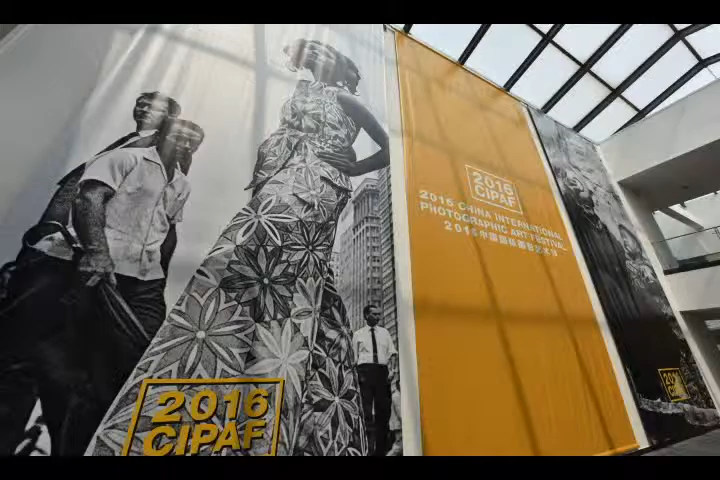 2016
CIPAF
2016
CIPAF
2016 CHINA INTERNATIONAL
PHOTOGRAPHIC ART FESTIVAL
2016中国国际摄影艺术节
2016